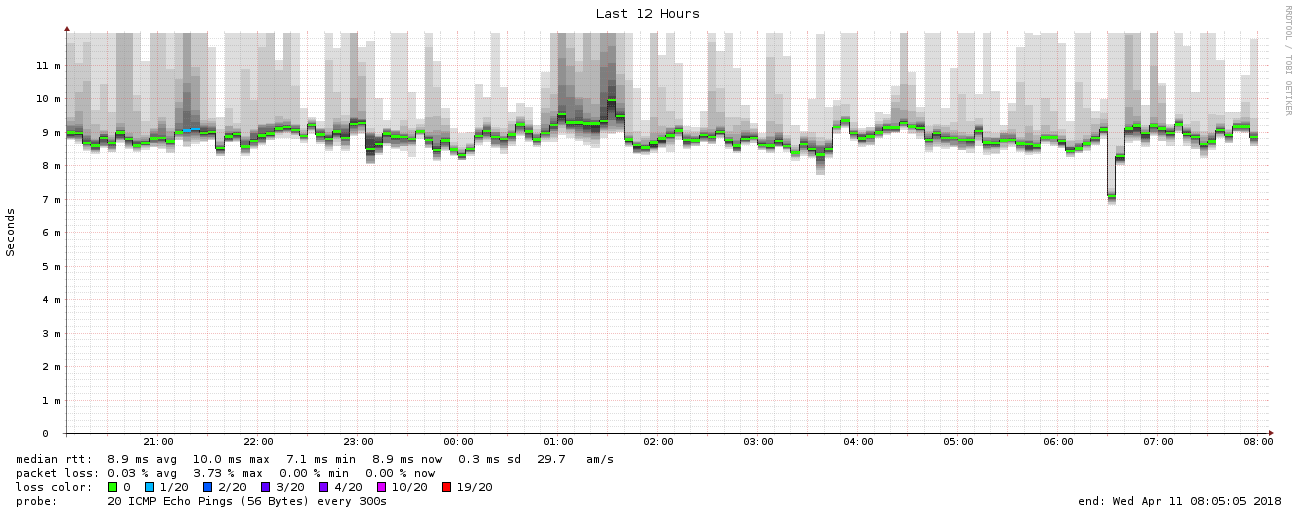 Last 12 Hours
RRDTOOL / TOBI OETIKER
Seconds
11 m
10 m
9 m
8 m
7 m
6 m
5 m
4 m
3 m
2 m
1 m
0
21:00 22:00 23:00 00:00 01:00 02:00 03:00 04:00 05:00 06:00 07:00 08:00
median rtt: 8.9 ms avg 10.0 ms max 7.1 ms min 8.9 ms now 0.3 ms sd 29.7 am/s
packet loss: 0.03 % avg 3.73 % max 0.00 % min 0.00 % now
loss color: 0 1/20 2/20 3/20 4/20 10/20 19/20
probe: 20 ICMP Echo Pings (56 Bytes) every 300s end: Wed Apr 11 08:05:05 2018